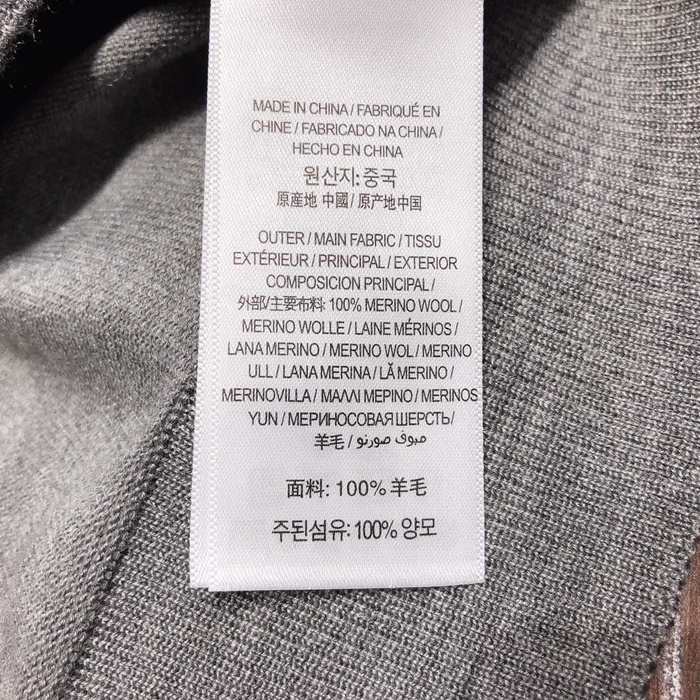 MADE IN CHINA / FABRIQUÉ EN
CHINE / FABRICADO NA CHINA /
HECHO EN CHINA
원산지: 중국
原産地 中國 / 原产地中国
OUTER / MAIN FABRIC / TISSU
EXTÉRIEUR / PRINCIPAL / EXTERIOR
COMPOSICION PRINCIPAL /
外部/主要布料: 100% MERINO WOOL /
MERINO WOLLE / LAINE MÉRINOS /
LANA MERINO / MERINO WOL / MERINO
ULL / LANA MERINA / LÃ MERINO /
MERINOVILLA / ΜΑΛΛΙ ΜΕΡΙΝΟ / MERINOS
YUN / МЕРИНОСОВАЯ ШЕРСТЬ /
羊毛 / صوف مورنو
面料: 100% 羊毛
주된섬유: 100% 양모